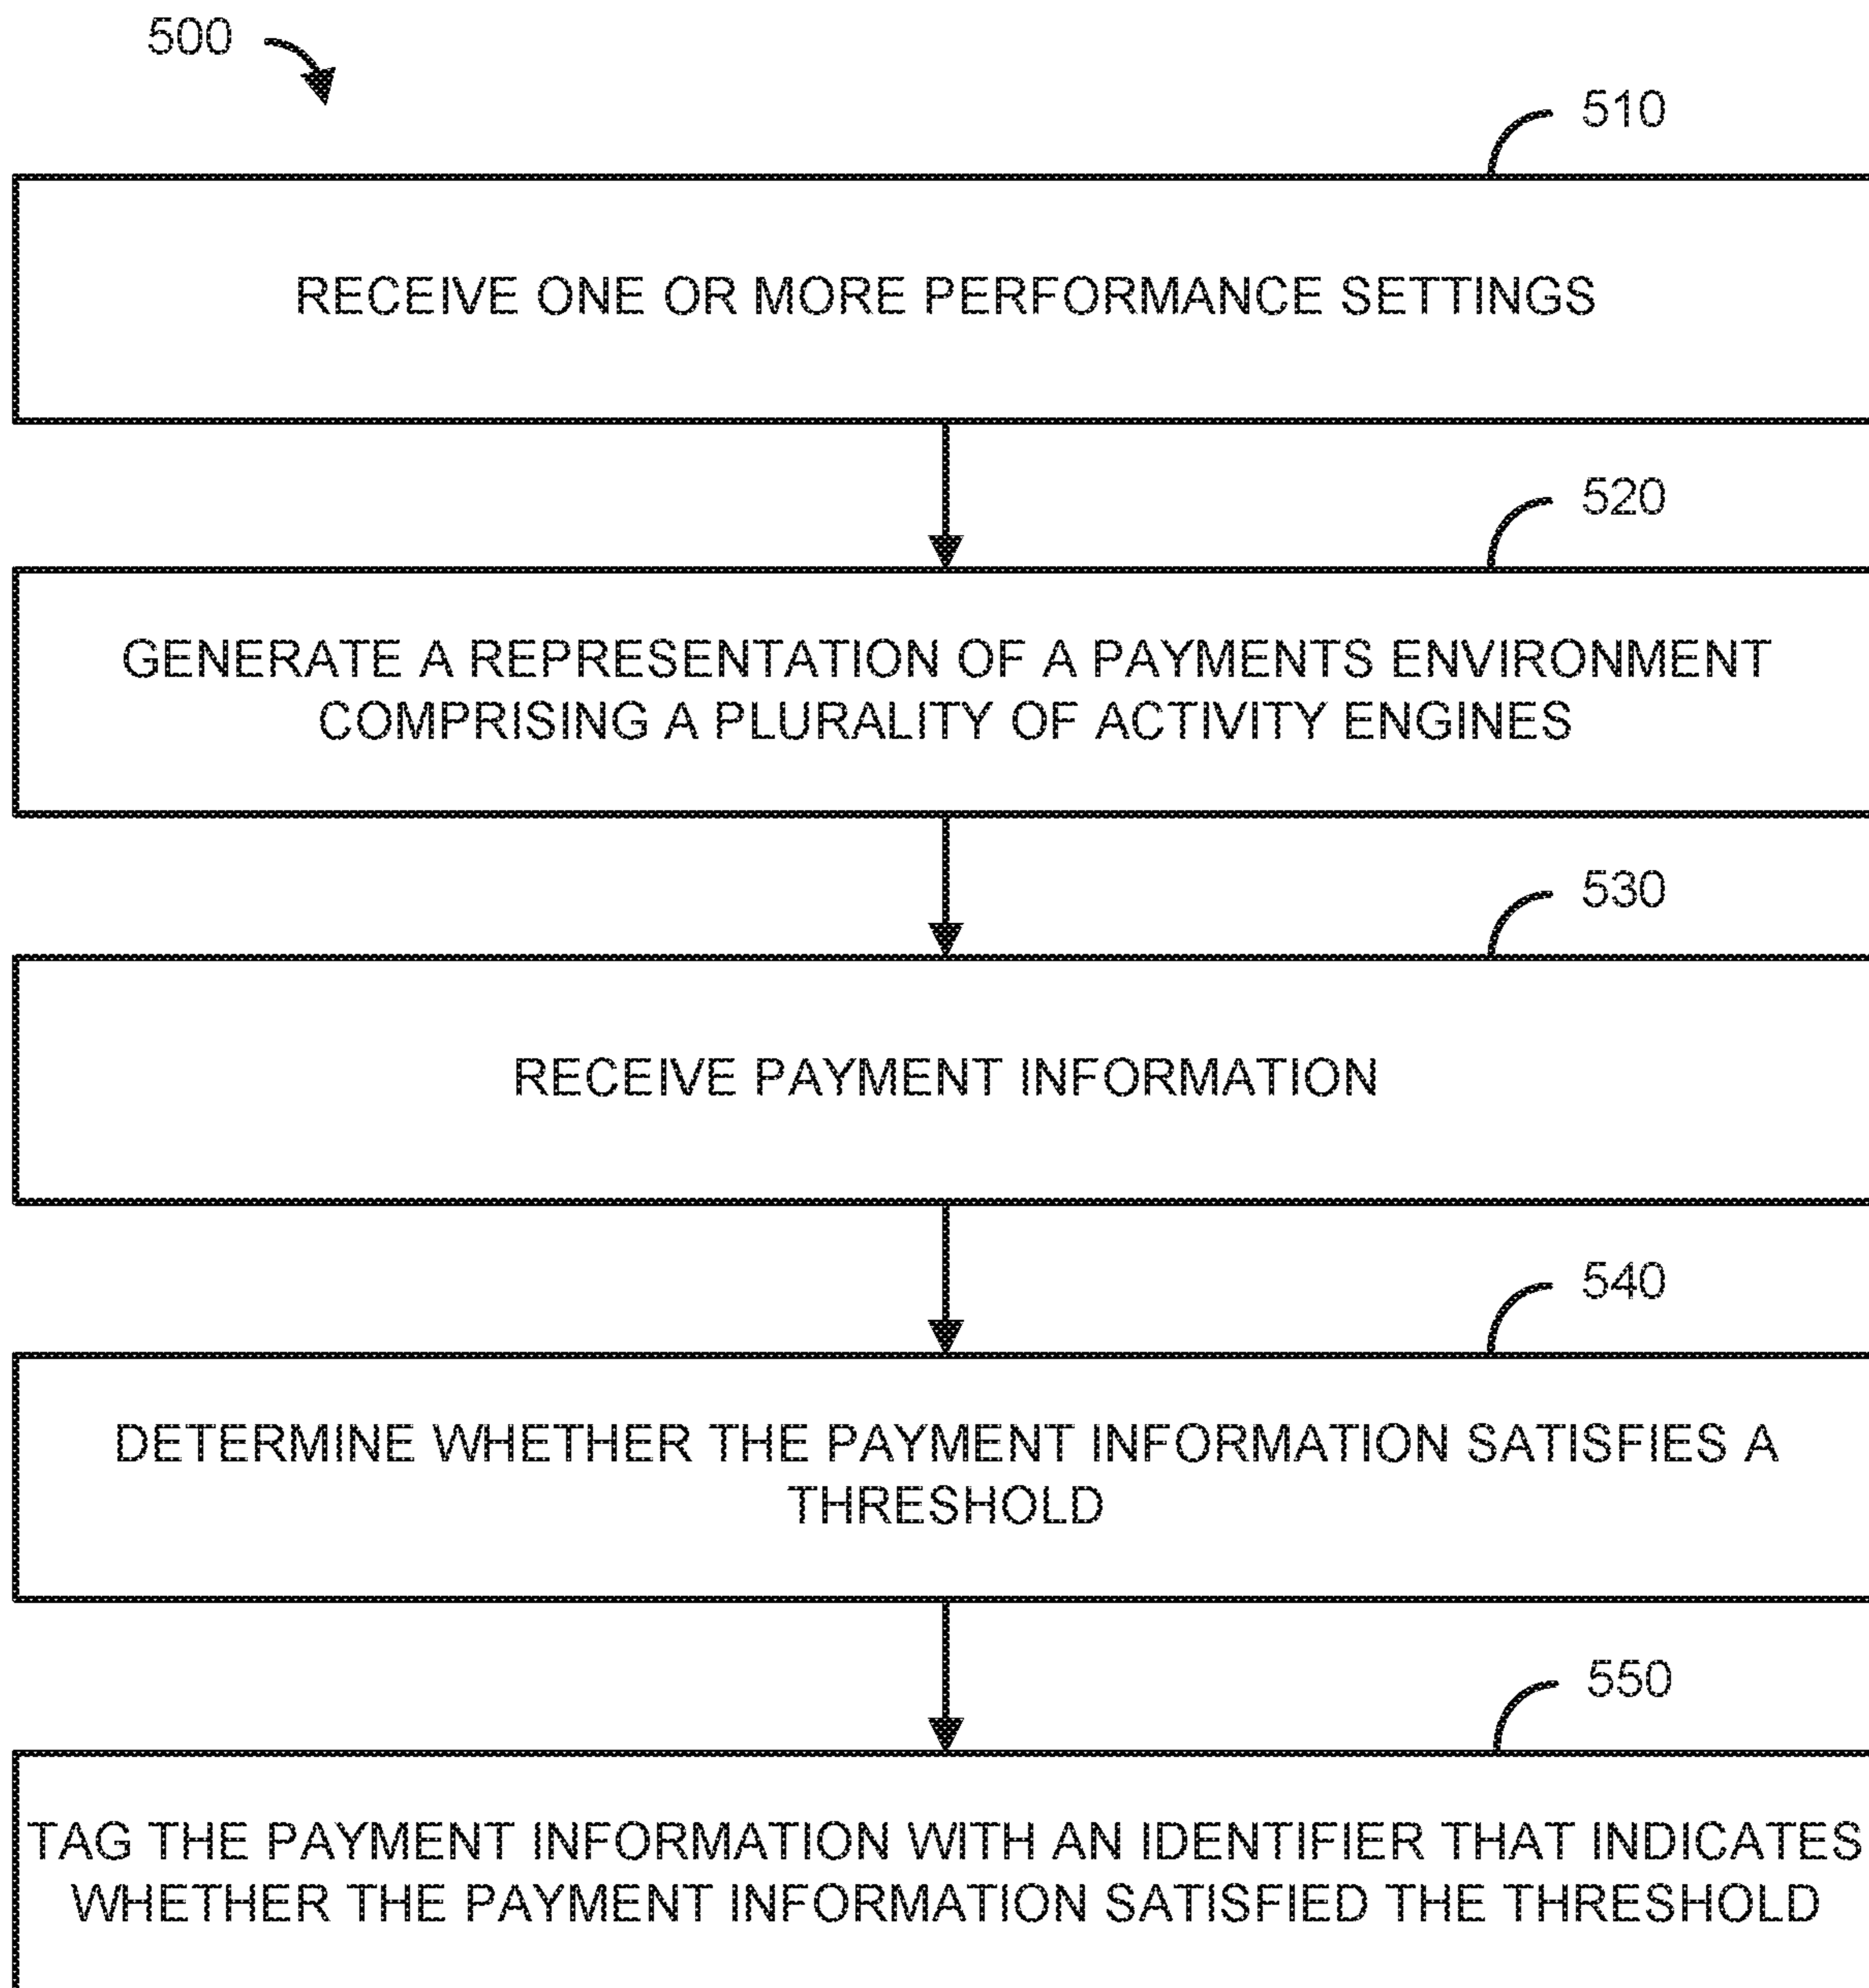 500
510
RECEIVE ONE OR MORE PERFORMANCE SETTINGS
520
GENERATE A REPRESENTATION OF A PAYMENTS ENVIRONMENT
COMPRISING A PLURALITY OF ACTIVITY ENGINES
530
RECEIVE PAYMENT INFORMATION
540
DETERMINE WHETHER THE PAYMENT INFORMATION SATISFIES A
THRESHOLD
550
TAG THE PAYMENT INFORMATION WITH AN IDENTIFIER THAT INDICATES
WHETHER THE PAYMENT INFORMATION SATISFIED THE THRESHOLD